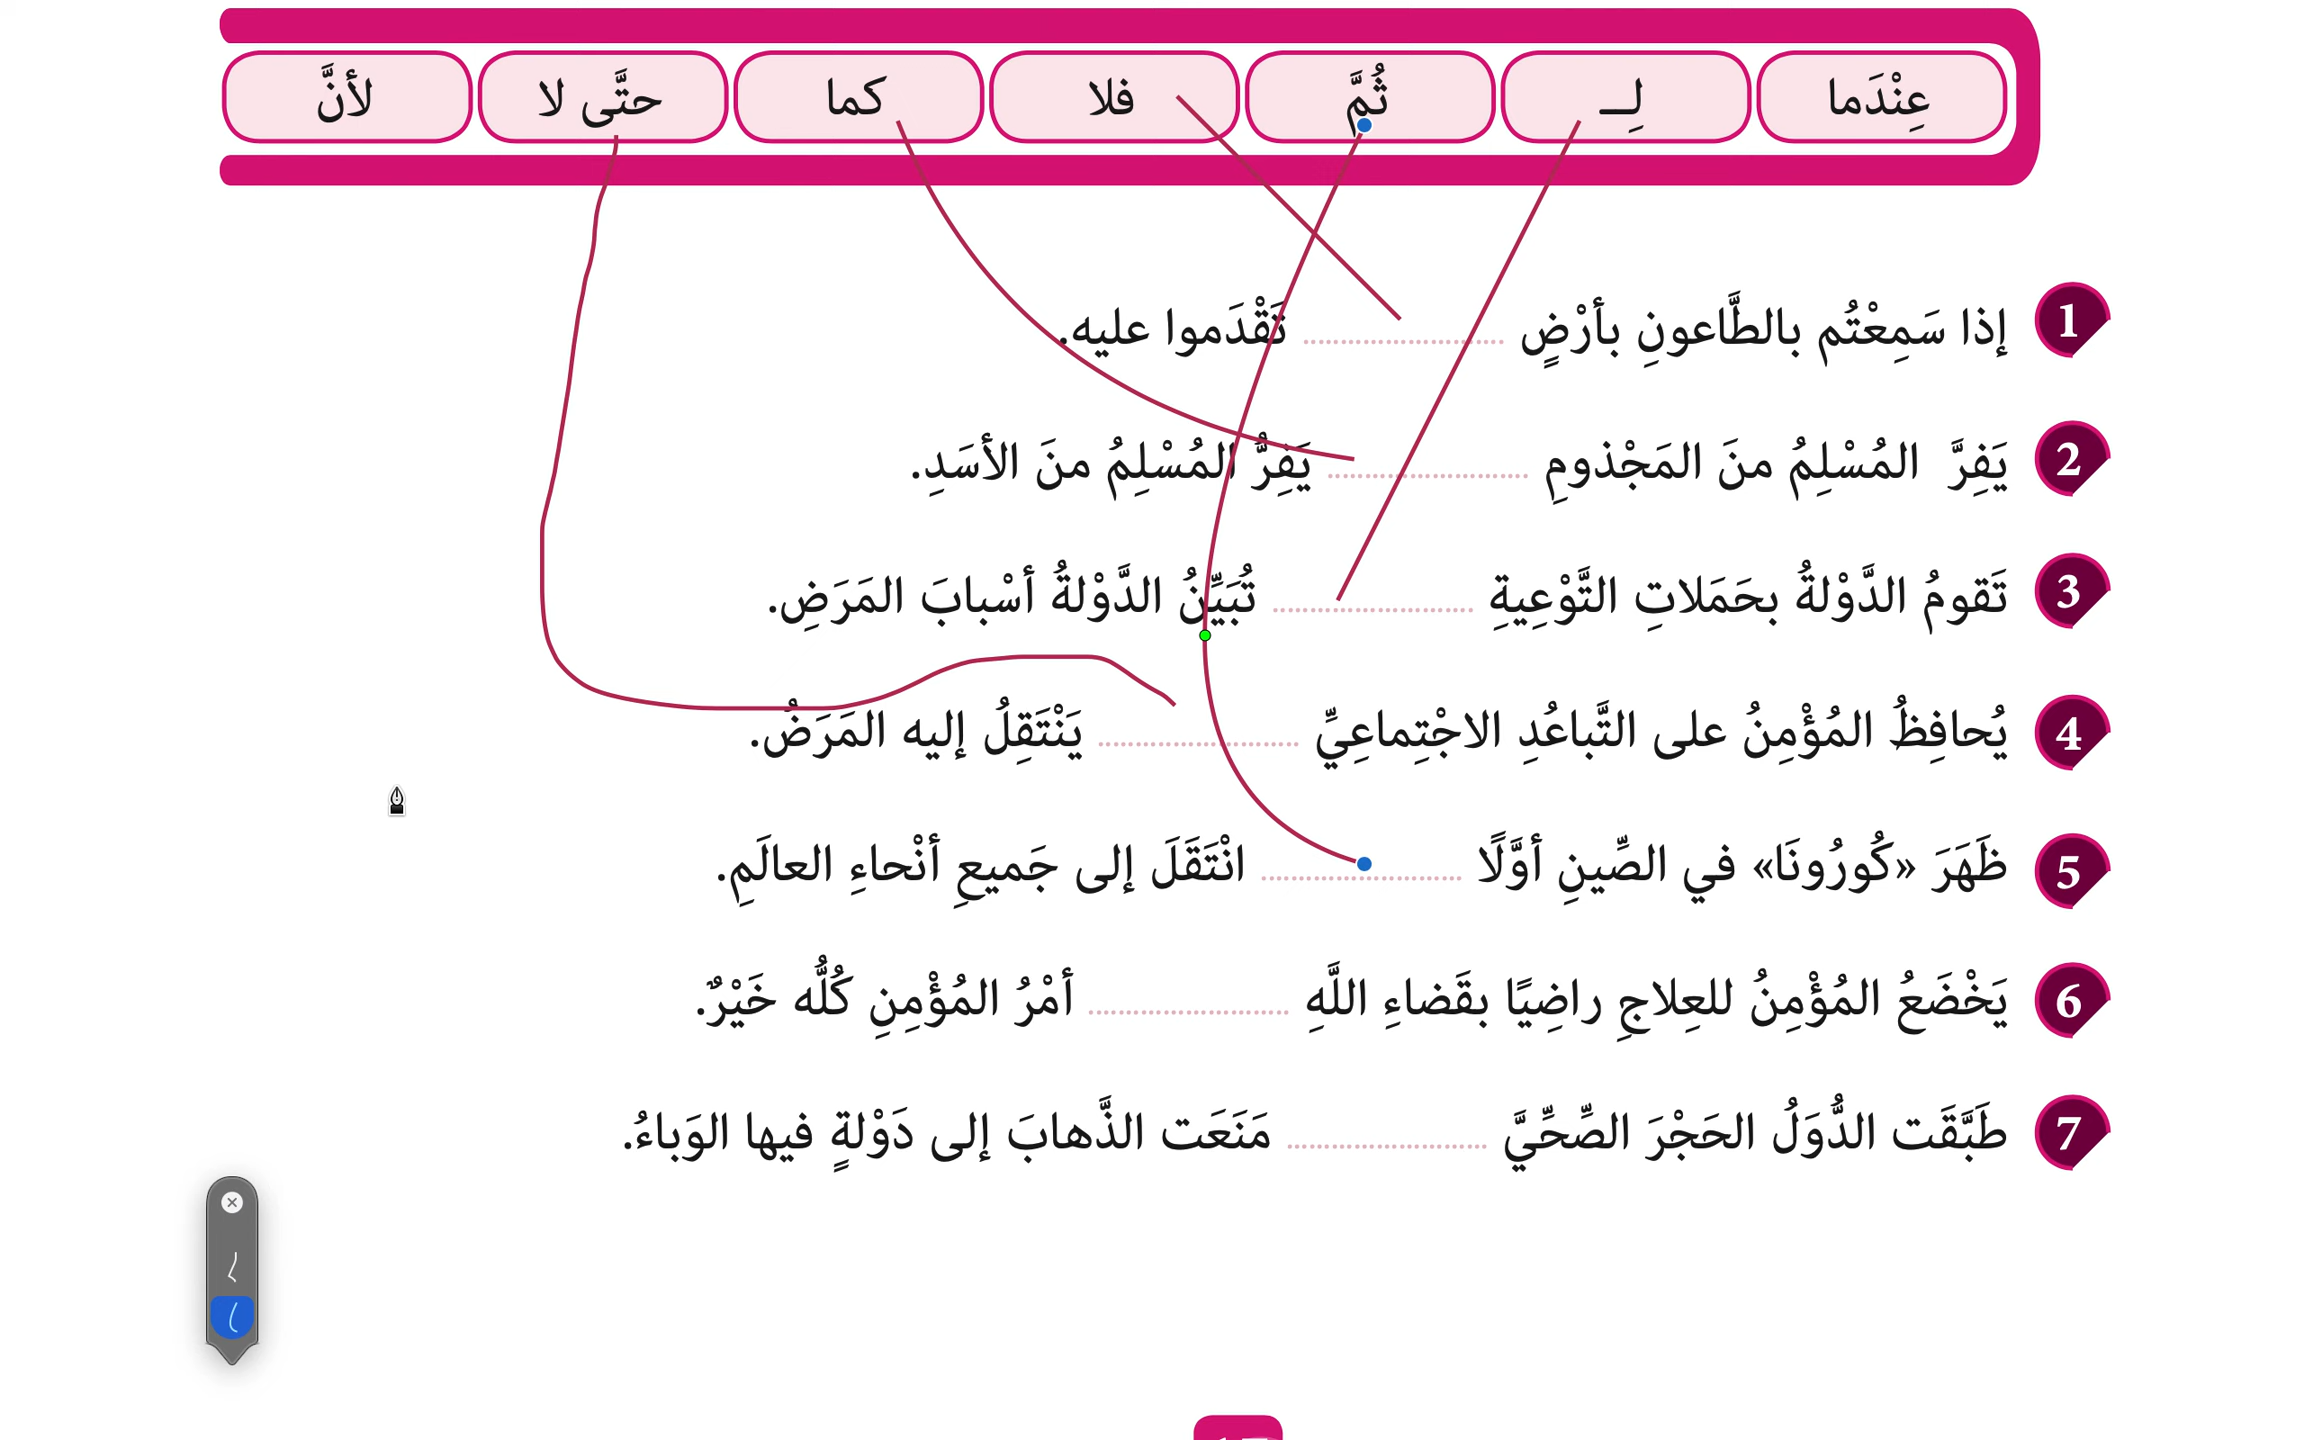 عِنْدَما لِـ ثُمَّ فلا كما حتَّى لا لأنَّ
1 إذا سَمِعْتُم بالطَّاعونِ بأرْضٍ ........................ تَقْدَموا عليه.
2 يَفِرَّ المُسْلِمُ منَ المَجْذومِ ........................ يَفِرُّ المُسْلِمُ منَ الأسَدِ.
3 تَقومُ الدَّوْلةُ بحَمَلاتِ التَّوْعِيةِ ........................ تُبَيِّنُ الدَّوْلةُ أسْبابَ المَرَضِ.
4 يُحافِظُ المُؤْمِنُ على التَّباعُدِ الاجْتِماعِيِّ ........................ يَنْتَقِلُ إليه المَرَضُ.
5 ظَهَرَ «كُورُونَا» في الصِّينِ أوَّلًا ........................ انْتَقَلَ إلى جَميعِ أنْحاءِ العالَمِ.
6 يَخْضَعُ المُؤْمِنُ للعِلاجِ راضِيًا بقَضاءِ اللَّهِ ........................ أمْرُ المُؤْمِنِ كُلُّه خَيْرٌ.
7 طَبَّقَت الدُّوَلُ الحَجْرَ الصِّحِّيَّ ........................ مَنَعَت الذَّهابَ إلى دَوْلةٍ فيها الوَباءُ.